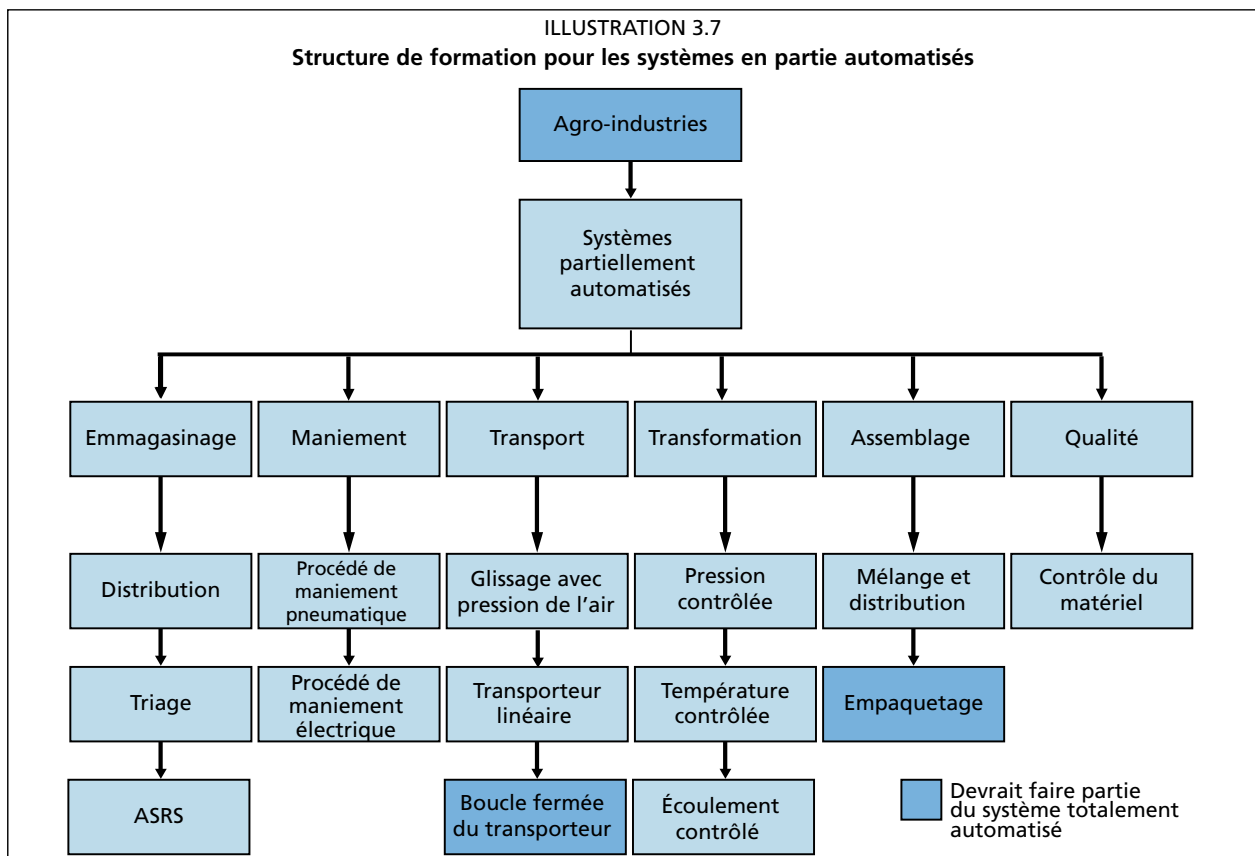 ILLUSTRATION 3.7
Structure de formation pour les systèmes en partie automatisés
Agro-industries
Systèmes
partiellement
automatisés
Emmagasinage
Maniement
Transport
Transformation
Assemblage
Qualité
Distribution
Procédé de
maniement
pneumatique
Glissage avec
pression de l'air
Pression
contrôlée
Mélange et
distribution
Contrôle du
matériel
Triage
Procédé de
maniement
électrique
Transporteur
linéaire
Température
contrôlée
Empaquetage
ASRS
Boucle fermée
du transporteur
Écoulement
contrôlé
Devrait faire partie
du système totalement
automatisé